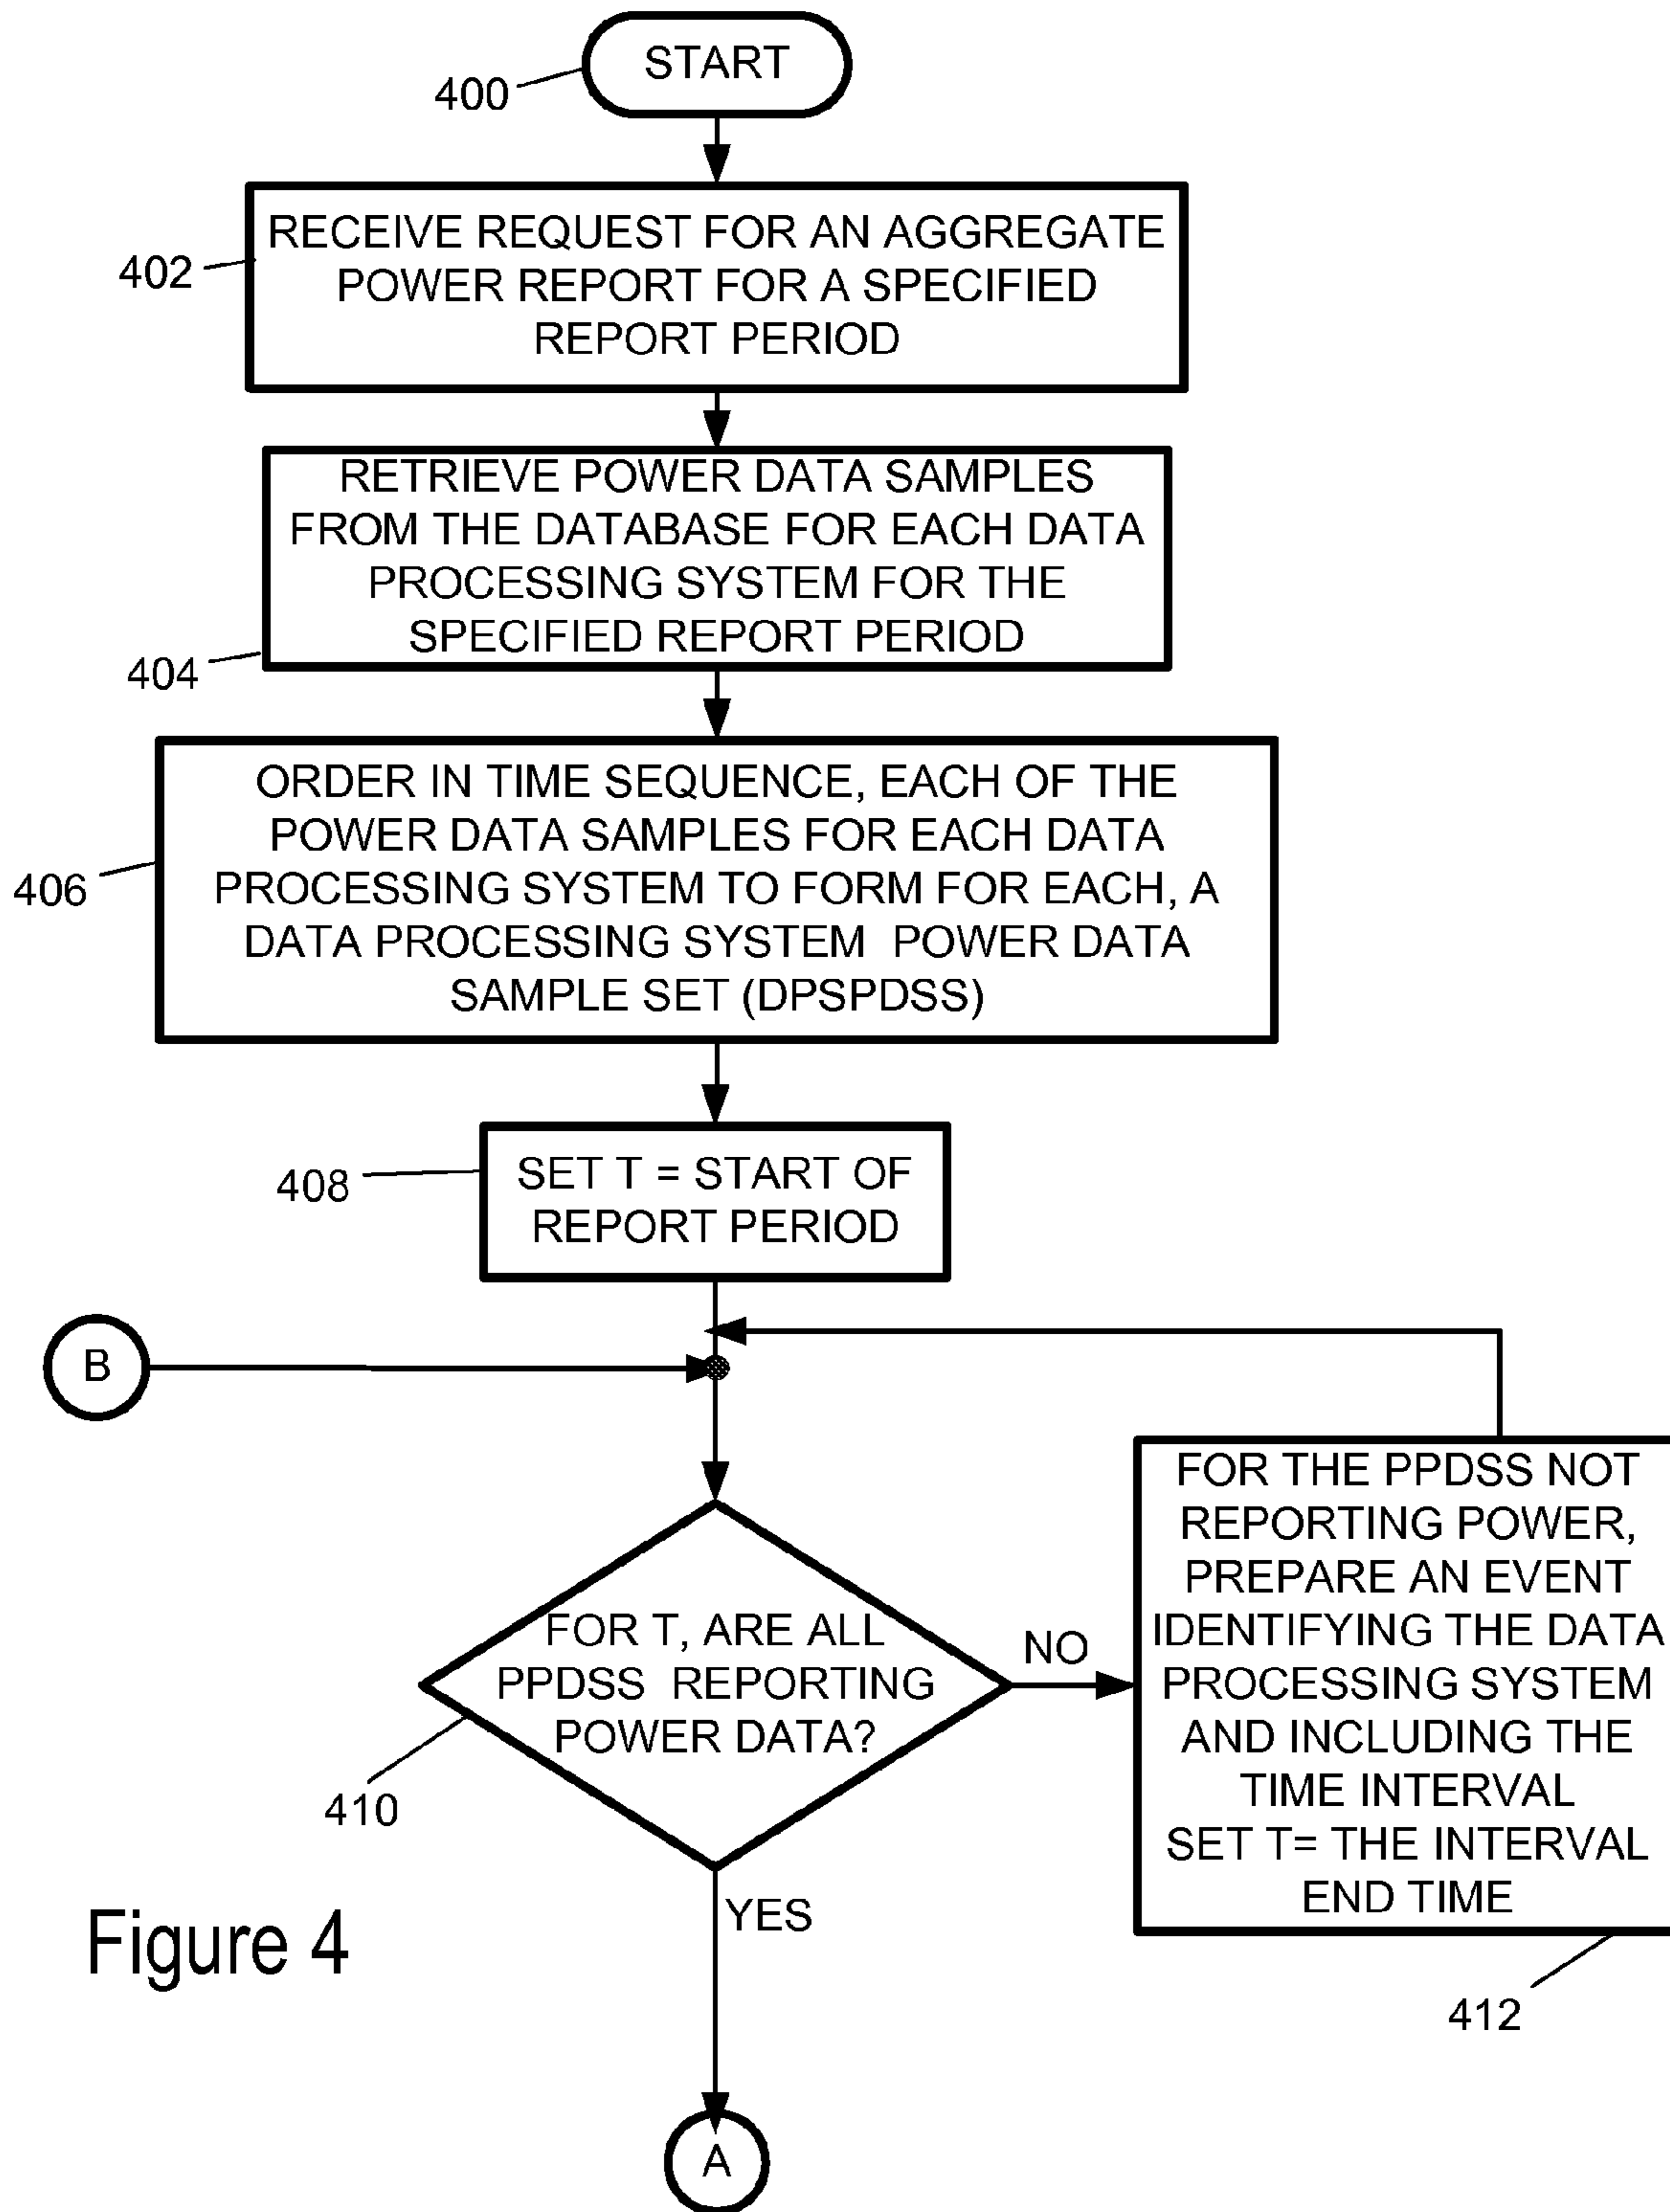 START
400
RECEIVE REQUEST FOR AN AGGREGATE
POWER REPORT FOR A SPECIFIED
REPORT PERIOD
402
RETRIEVE POWER DATA SAMPLES
FROM THE DATABASE FOR EACH DATA
PROCESSING SYSTEM FOR THE
SPECIFIED REPORT PERIOD
404
ORDER IN TIME SEQUENCE, EACH OF THE
POWER DATA SAMPLES FOR EACH DATA
PROCESSING SYSTEM TO FORM FOR EACH, A
DATA PROCESSING SYSTEM POWER DATA
SAMPLE SET (DPSPDSS)
406
SET T = START OF
REPORT PERIOD
408
B
FOR T, ARE ALL
PPDSS REPORTING
POWER DATA?
410
NO
FOR THE PPDSS NOT
REPORTING POWER,
PREPARE AN EVENT
IDENTIFYING THE DATA
PROCESSING SYSTEM
AND INCLUDING THE
TIME INTERVAL
SET T= THE INTERVAL
END TIME
412
YES
Figure 4
A